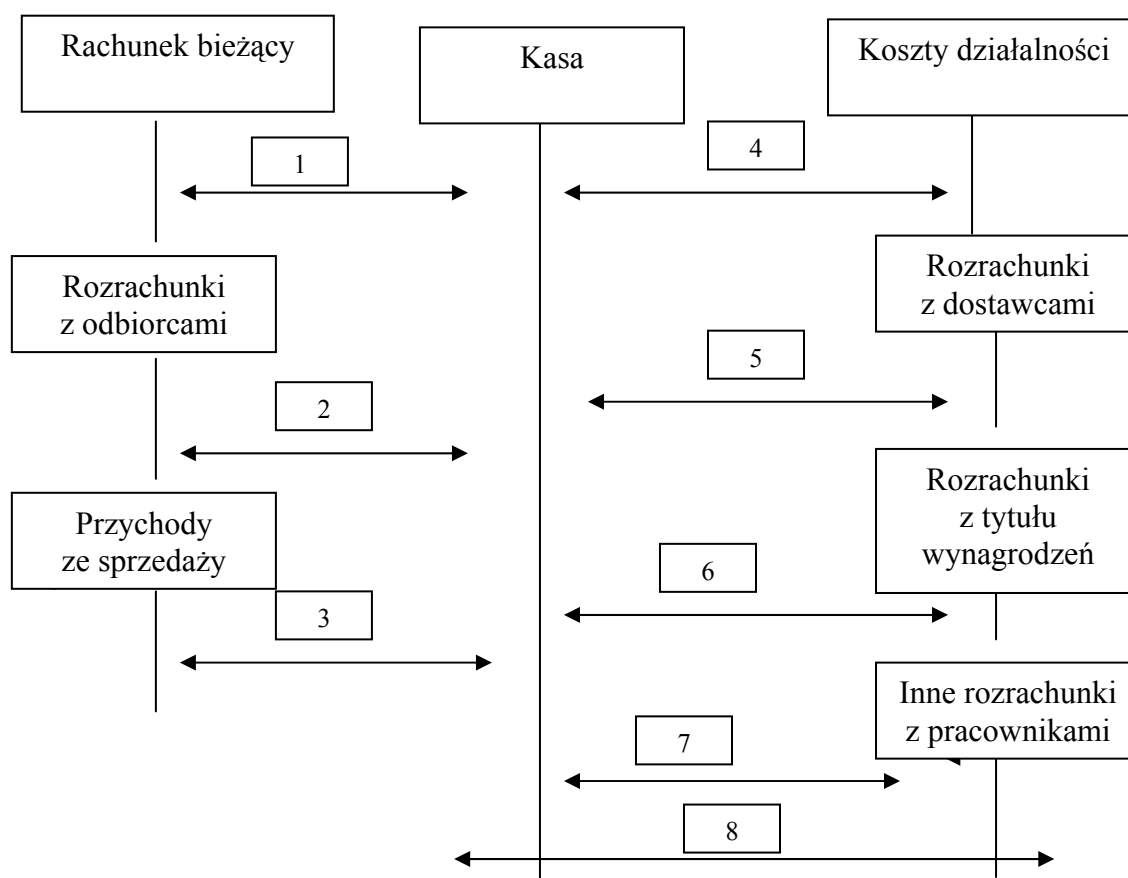 Rachunek bieżący
Kasa
Koszty działalności
1
4
Rozrachunki
z odbiorcami
Rozrachunki
z dostawcami
5
2
Rozrachunki
z tytułu
wynagrodzeń
Przychody
ze sprzedaży
6
3
Inne rozrachunki
z pracownikami
7
8